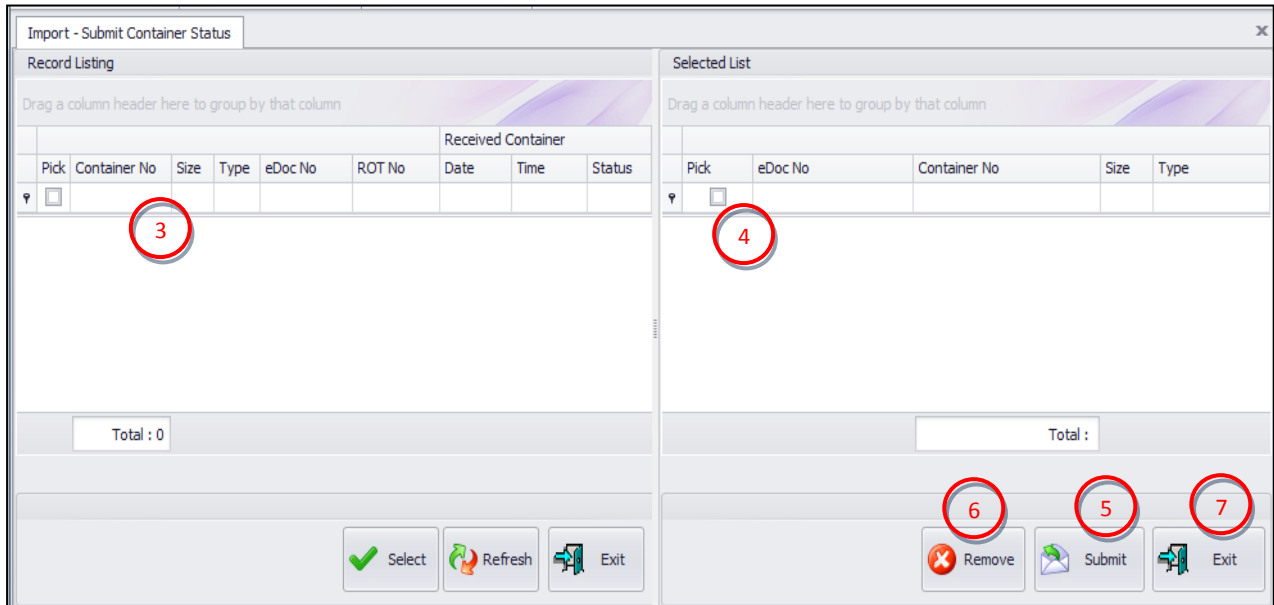 Import - Submit Container Status
x
Record Listing
Drag a column header here to group by that column
Received Container
Pick Container No Size Type eDoc No ROT No Date Time Status
3
Total : 0
Select Refresh Exit
Selected List
Drag a column header here to group by that column
Pick eDoc No Container No Size Type
4
Total :
6 5 7
Remove Submit Exit